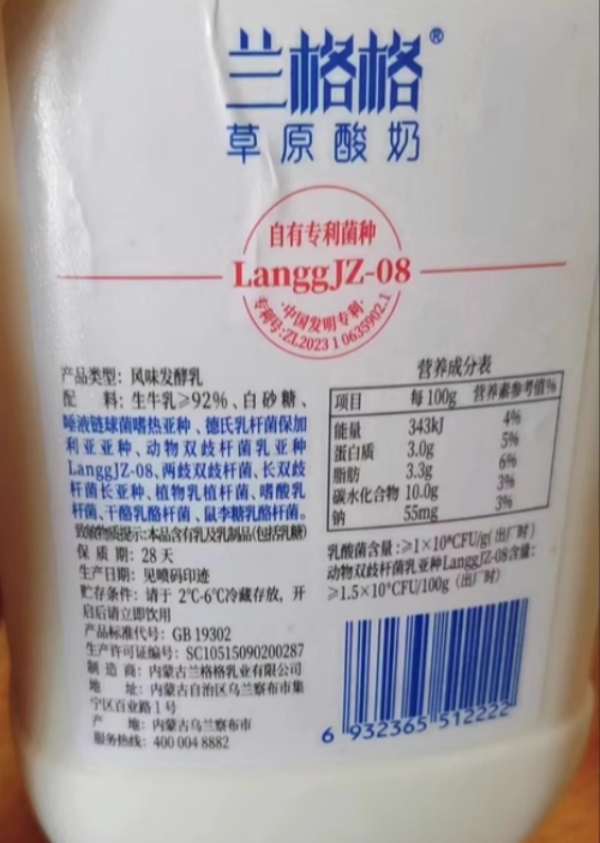 兰格格®
草原酸奶
自有专利菌种
LanggJZ-08
·中国发明专利·
专利号:ZL2023 1 0635902.1
产品类型: 风味发酵乳
配 料: 生牛乳≥92%、白砂糖、
唾液链球菌嗜热亚种、德氏乳杆菌保加
利亚亚种、动物双歧杆菌乳亚种
LanggJZ-08、两歧双歧杆菌、长双歧
杆菌长亚种、植物乳植杆菌、嗜酸乳
杆菌、干酪乳酪杆菌、鼠李糖乳酪杆菌。
致敏物质提示:本品含有乳及乳制品(包括乳糖)
保 质 期: 28天
生产日期: 见喷码印迹
贮存条件: 请于 2℃-6℃冷藏存放, 开
启后请立即饮用
产品标准代号: GB 19302
生产许可证编号: SC10515090200287
制 造 商: 内蒙古兰格格乳业有限公司
地 址: 内蒙古自治区乌兰察布市集
宁区百业路1号
产 地: 内蒙古乌兰察布市
服务热线: 400 004 8882
营养成分表
项目 每100g 营养素参考值%
能量 343kJ 4%
蛋白质 3.0g 5%
脂肪 3.3g 6%
碳水化合物 10.0g 3%
钠 55mg 3%
乳酸菌含量:(出厂时)
动物双歧杆菌乳亚种LanggJZ-08含量:
(出厂时)
6 932365 512222